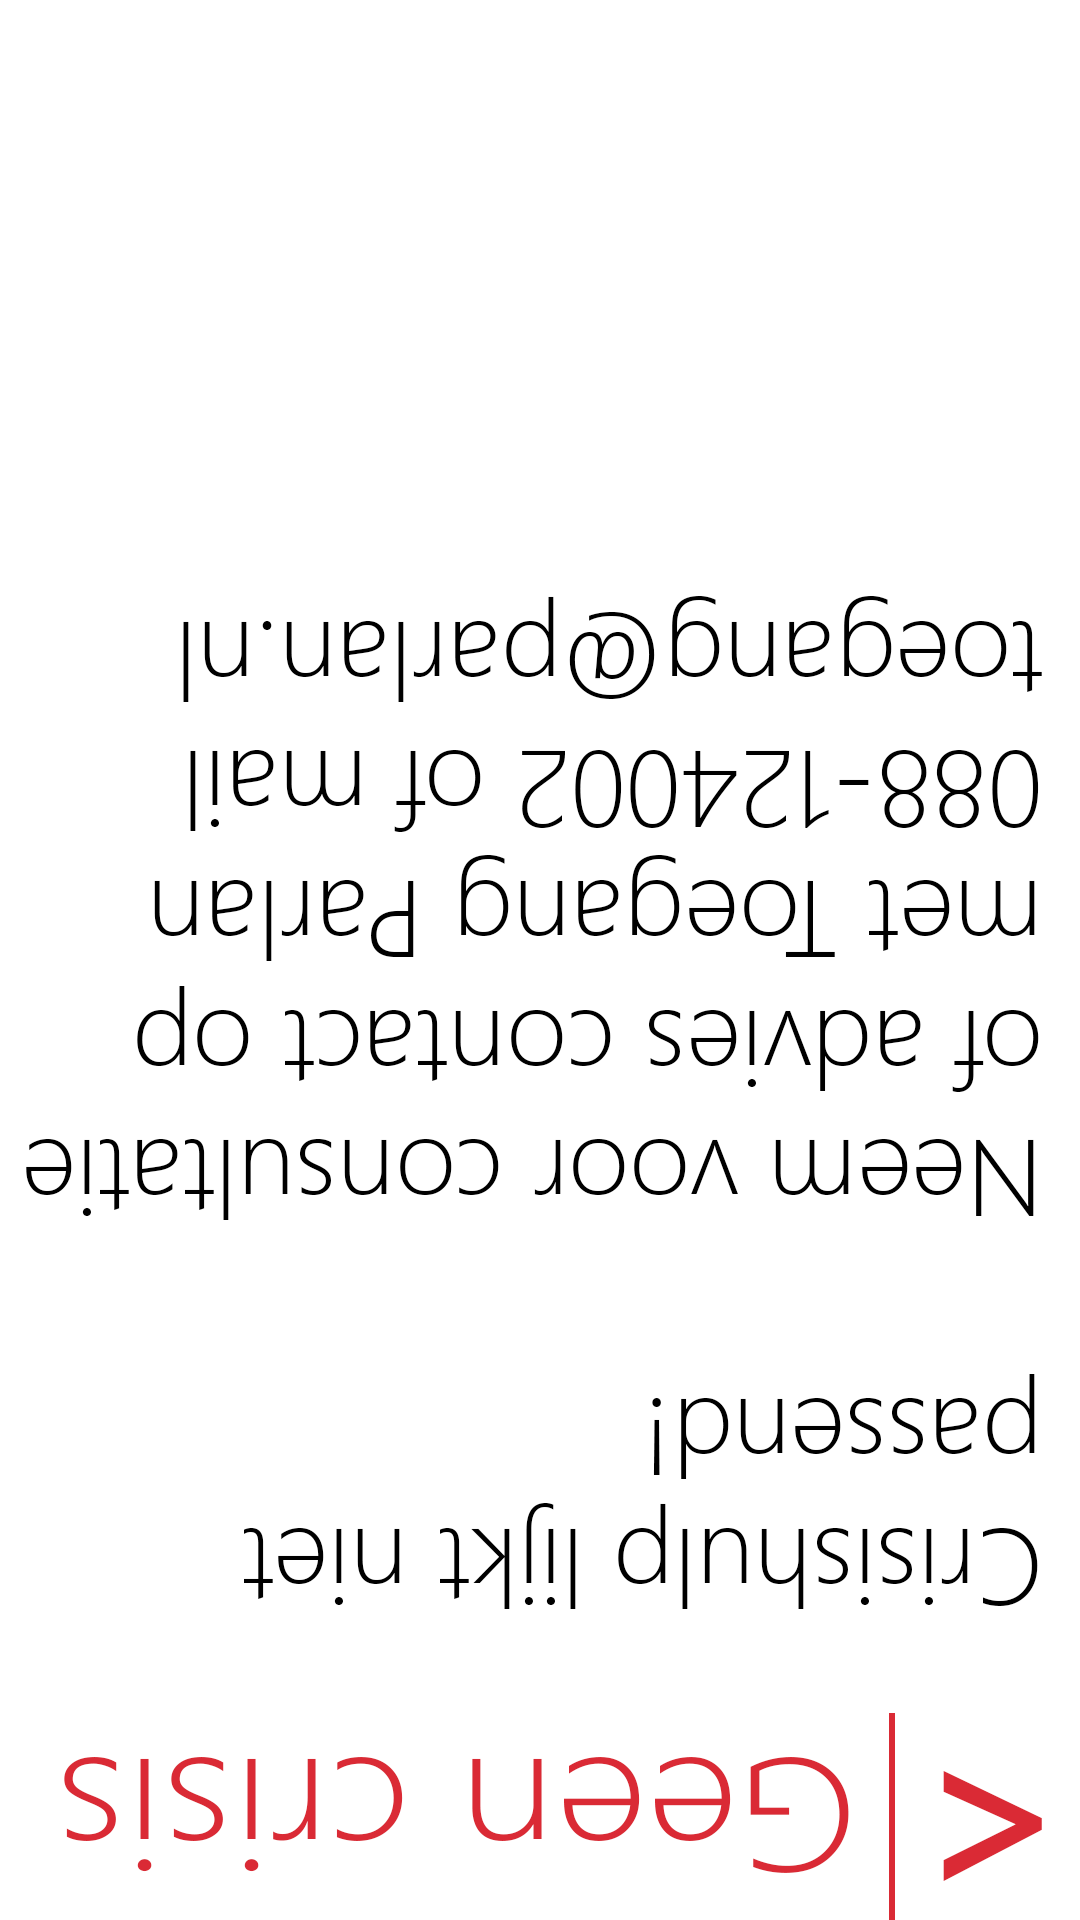 < | Geen crisis
Crisishulp lijkt niet
passend!
Neem voor consultatie
of advies contact op
met Toegang Parlan
088-124002 of mail
toegang@parlan.nl